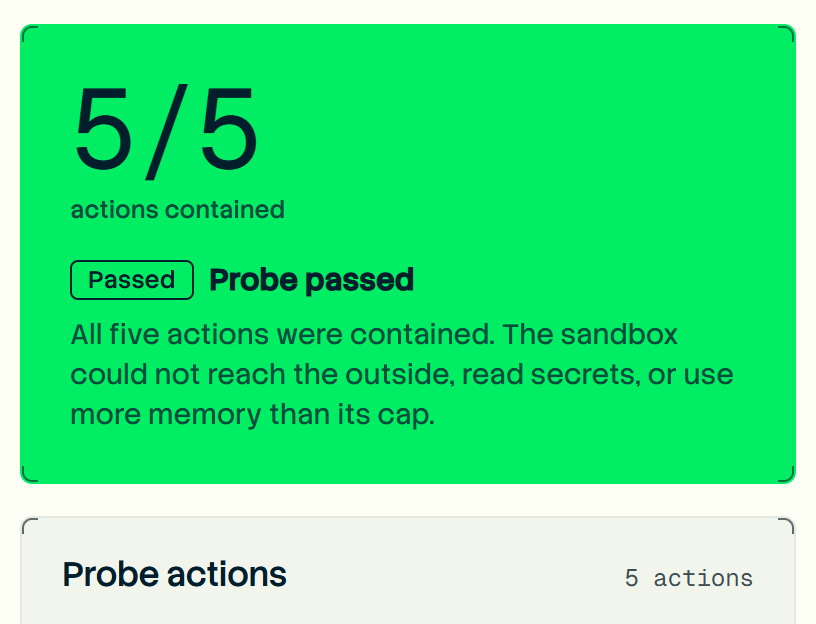 5/5
actions contained
Passed Probe passed
All five actions were contained. The sandbox
could not reach the outside, read secrets, or use
more memory than its cap.
Probe actions 5 actions